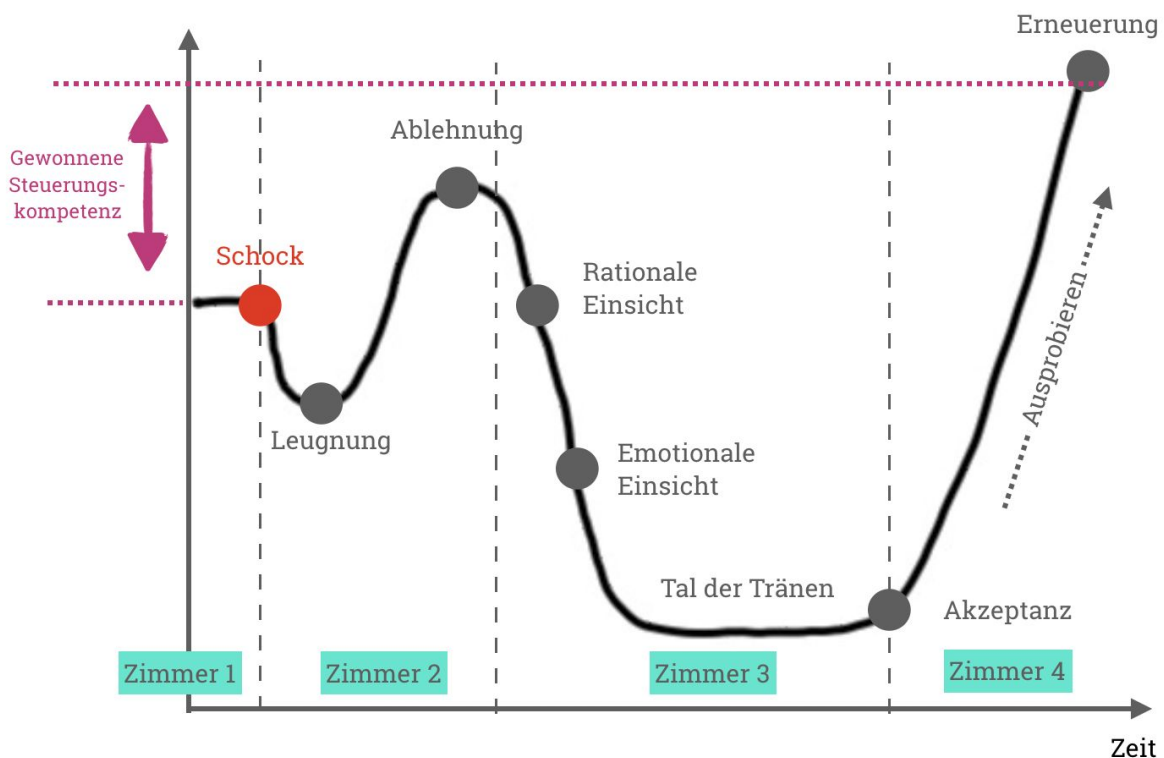 Erneuerung
Ablehnung
Gewonnene
Steuerungs-
kompetenz
Schock
Rationale
Einsicht
Ausprobieren
Leugnung
Emotionale
Einsicht
Tal der Tränen
Akzeptanz
Zimmer 1
Zimmer 2
Zimmer 3
Zimmer 4
Zeit